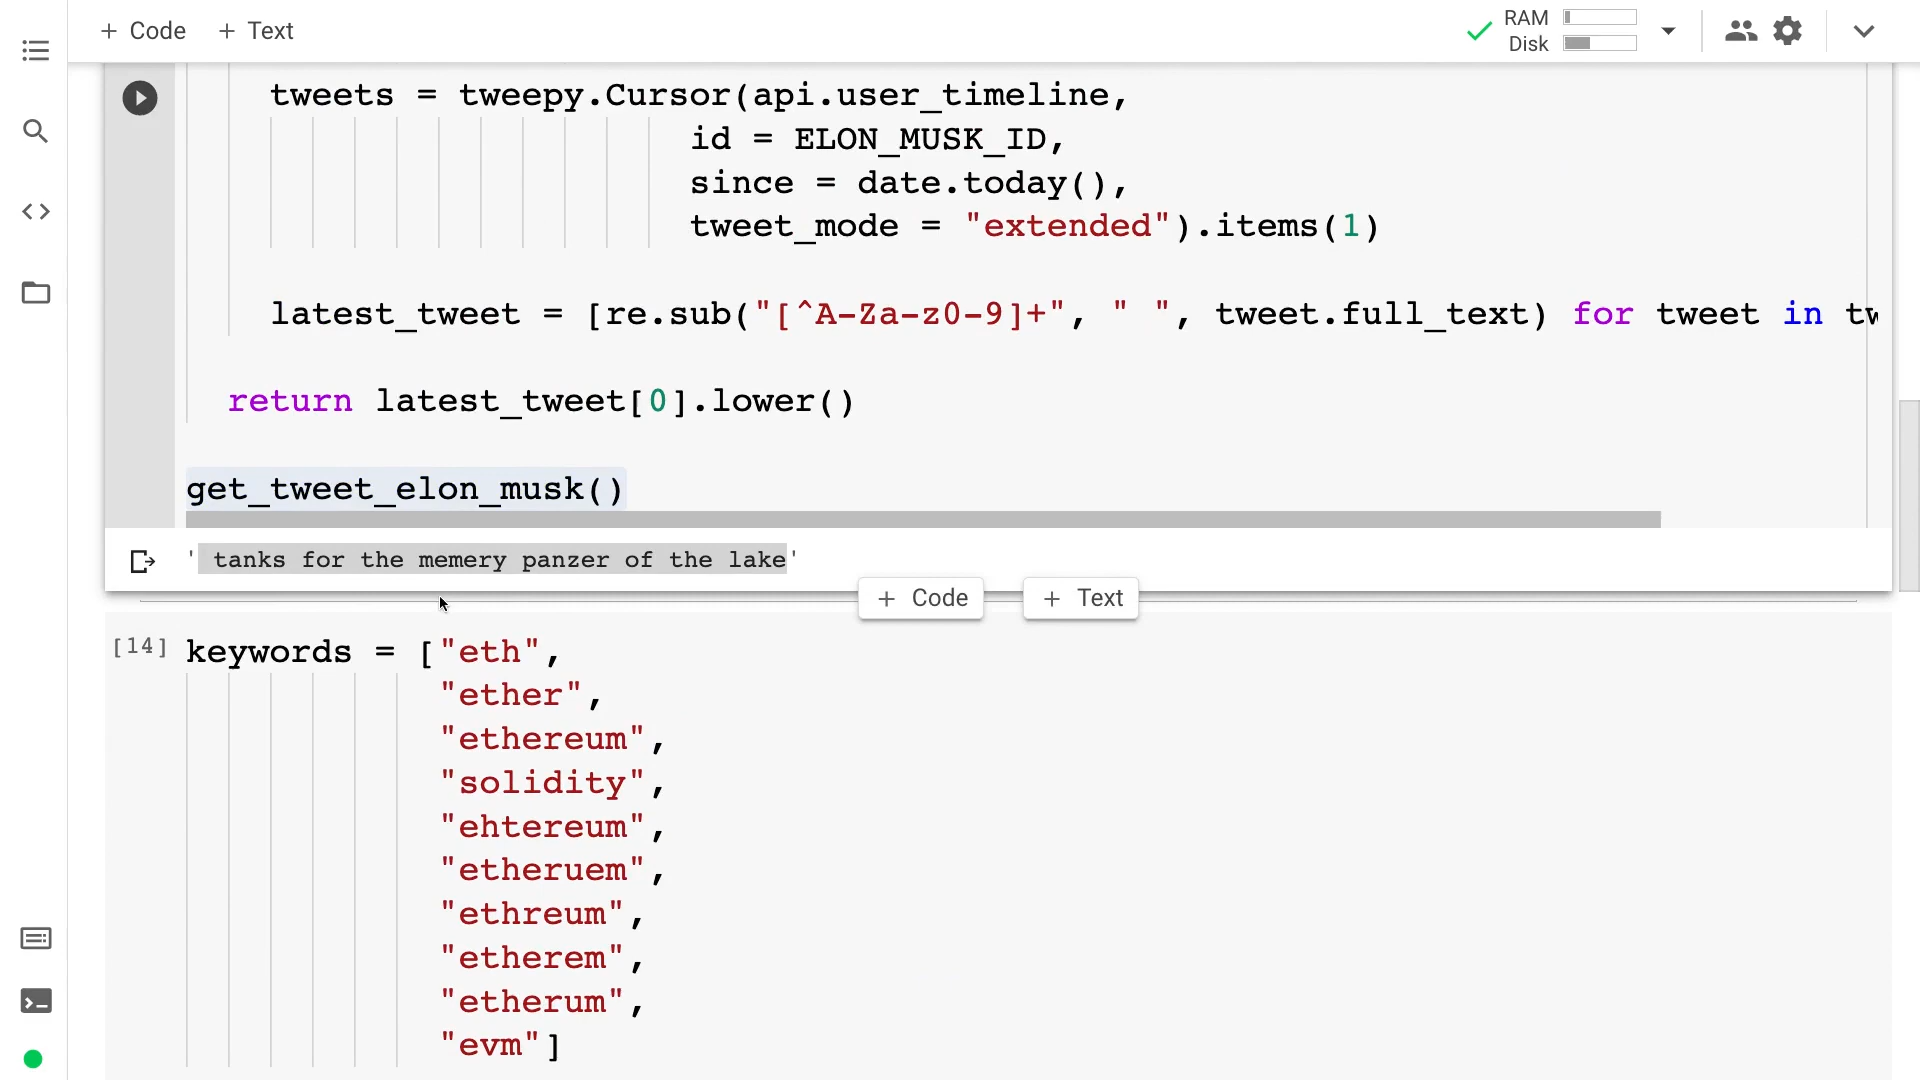 + Code + Text
RAM
Disk
tweets = tweepy.Cursor(api.user_timeline,
id = ELON_MUSK_ID,
since = date.today(),
tweet_mode = "extended").items(1)
latest_tweet = [re.sub("[^A-Za-z0-9]+", " ", tweet.full_text) for tweet in tw
return latest_tweet[0].lower()
get_tweet_elon_musk()
' tanks for the memery panzer of the lake'
+ Code + Text
[14] keywords = ["eth",
"ether",
"ethereum",
"solidity",
"ehtereum",
"etheruem",
"ethreum",
"etherem",
"etherum",
"evm"]